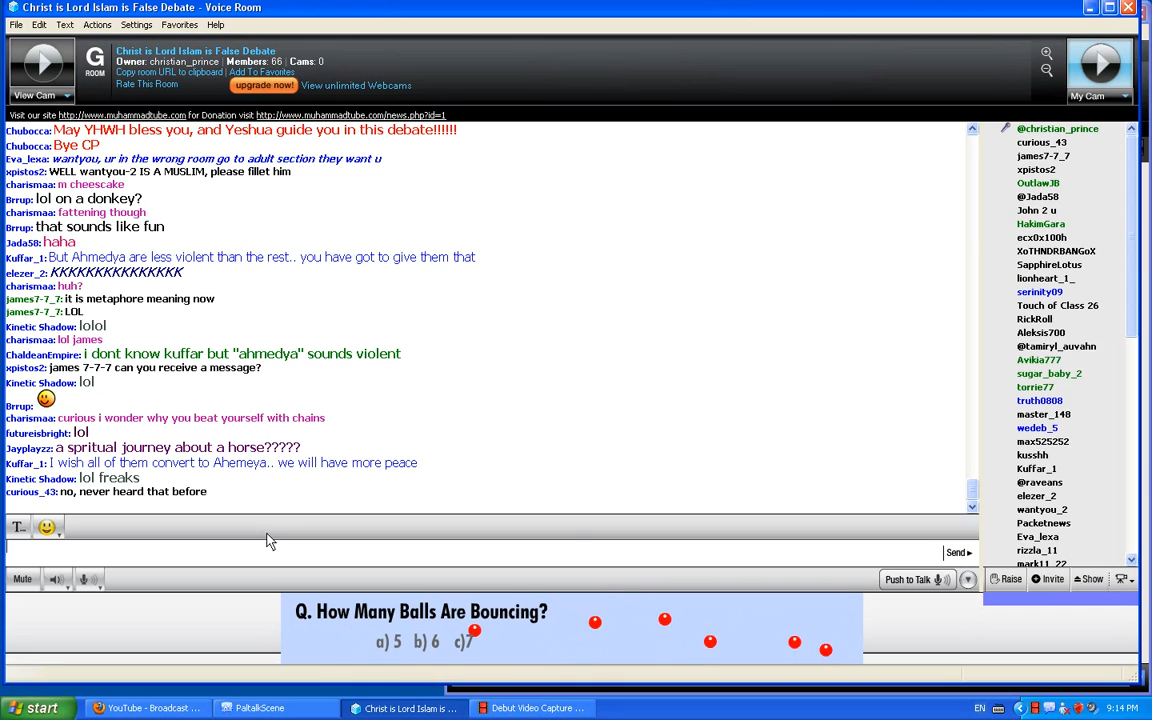 Christ is Lord Islam is False Debate - Voice Room
File Edit Text Actions Settings Favorites Help
View Cam
G
ROOM
Christ is Lord Islam is False Debate
Owner: christian_prince | Members: 66 | Cams: 0
Copy room URL to clipboard | Add To Favorites
Rate This Room upgrade now! View unlimited Webcams
My Cam
Visit our site http://www.muhammadtube.com for Donation visit http://www.muhammadtube.com/news.php?id=1
Chubocca: May YHWH bless you, and Yeshua guide you in this debate!!!!!!
Chubocca: Bye CP
Eva_lexa: wantyou, ur in the wrong room go to adult section they want u
xpistos2: WELL wantyou-2 IS A MUSLIM, please fillet him
charismaa: m cheescake
Brrup: lol on a donkey?
charismaa: fattening though
Brrup: that sounds like fun
Jada58: haha
Kuffar_1: But Ahmedya are less violent than the rest.. you have got to give them that
elezer_2: KKKKKKKKKKKKKKK
charismaa: huh?
james7-7_7: it is metaphore meaning now
james7-7_7: LOL
Kinetic Shadow: lolol
charismaa: lol james
ChaldeanEmpire: i dont know kuffar but "ahmedya" sounds violent
xpistos2: james 7-7-7 can you receive a message?
Kinetic Shadow: lol
Brrup:
charismaa: curious i wonder why you beat yourself with chains
futureisbright: lol
Jayplayzz: a spritual journey about a horse?????
Kuffar_1: I wish all of them convert to Ahemeya.. we will have more peace
Kinetic Shadow: lol freaks
curious_43: no, never heard that before
@christian_prince
curious_43
james7-7_7
xpistos2
OutlawJB
@Jada58
John 2 u
HakimGara
ecx0x100h
XoTHNDRBANGoX
SapphireLotus
lionheart_1_
serinity09
Touch of Class 26
RickRoll
Aleksis700
@tamiryl_auvahn
Avikia777
sugar_baby_2
torrie77
truth0808
master_148
wedeb_5
max525252
kusshh
Kuffar_1
@raveans
elezer_2
wantyou_2
Packetnews
Eva_lexa
rizzla_11
mark11_22
T...
Send
Mute
Push to Talk
Raise Invite Show
Q. How Many Balls Are Bouncing?
a) 5 b) 6 c)7
start YouTube - Broadcast ... PaltalkScene Christ is Lord Islam is ... Debut Video Capture ... EN 9:14 PM